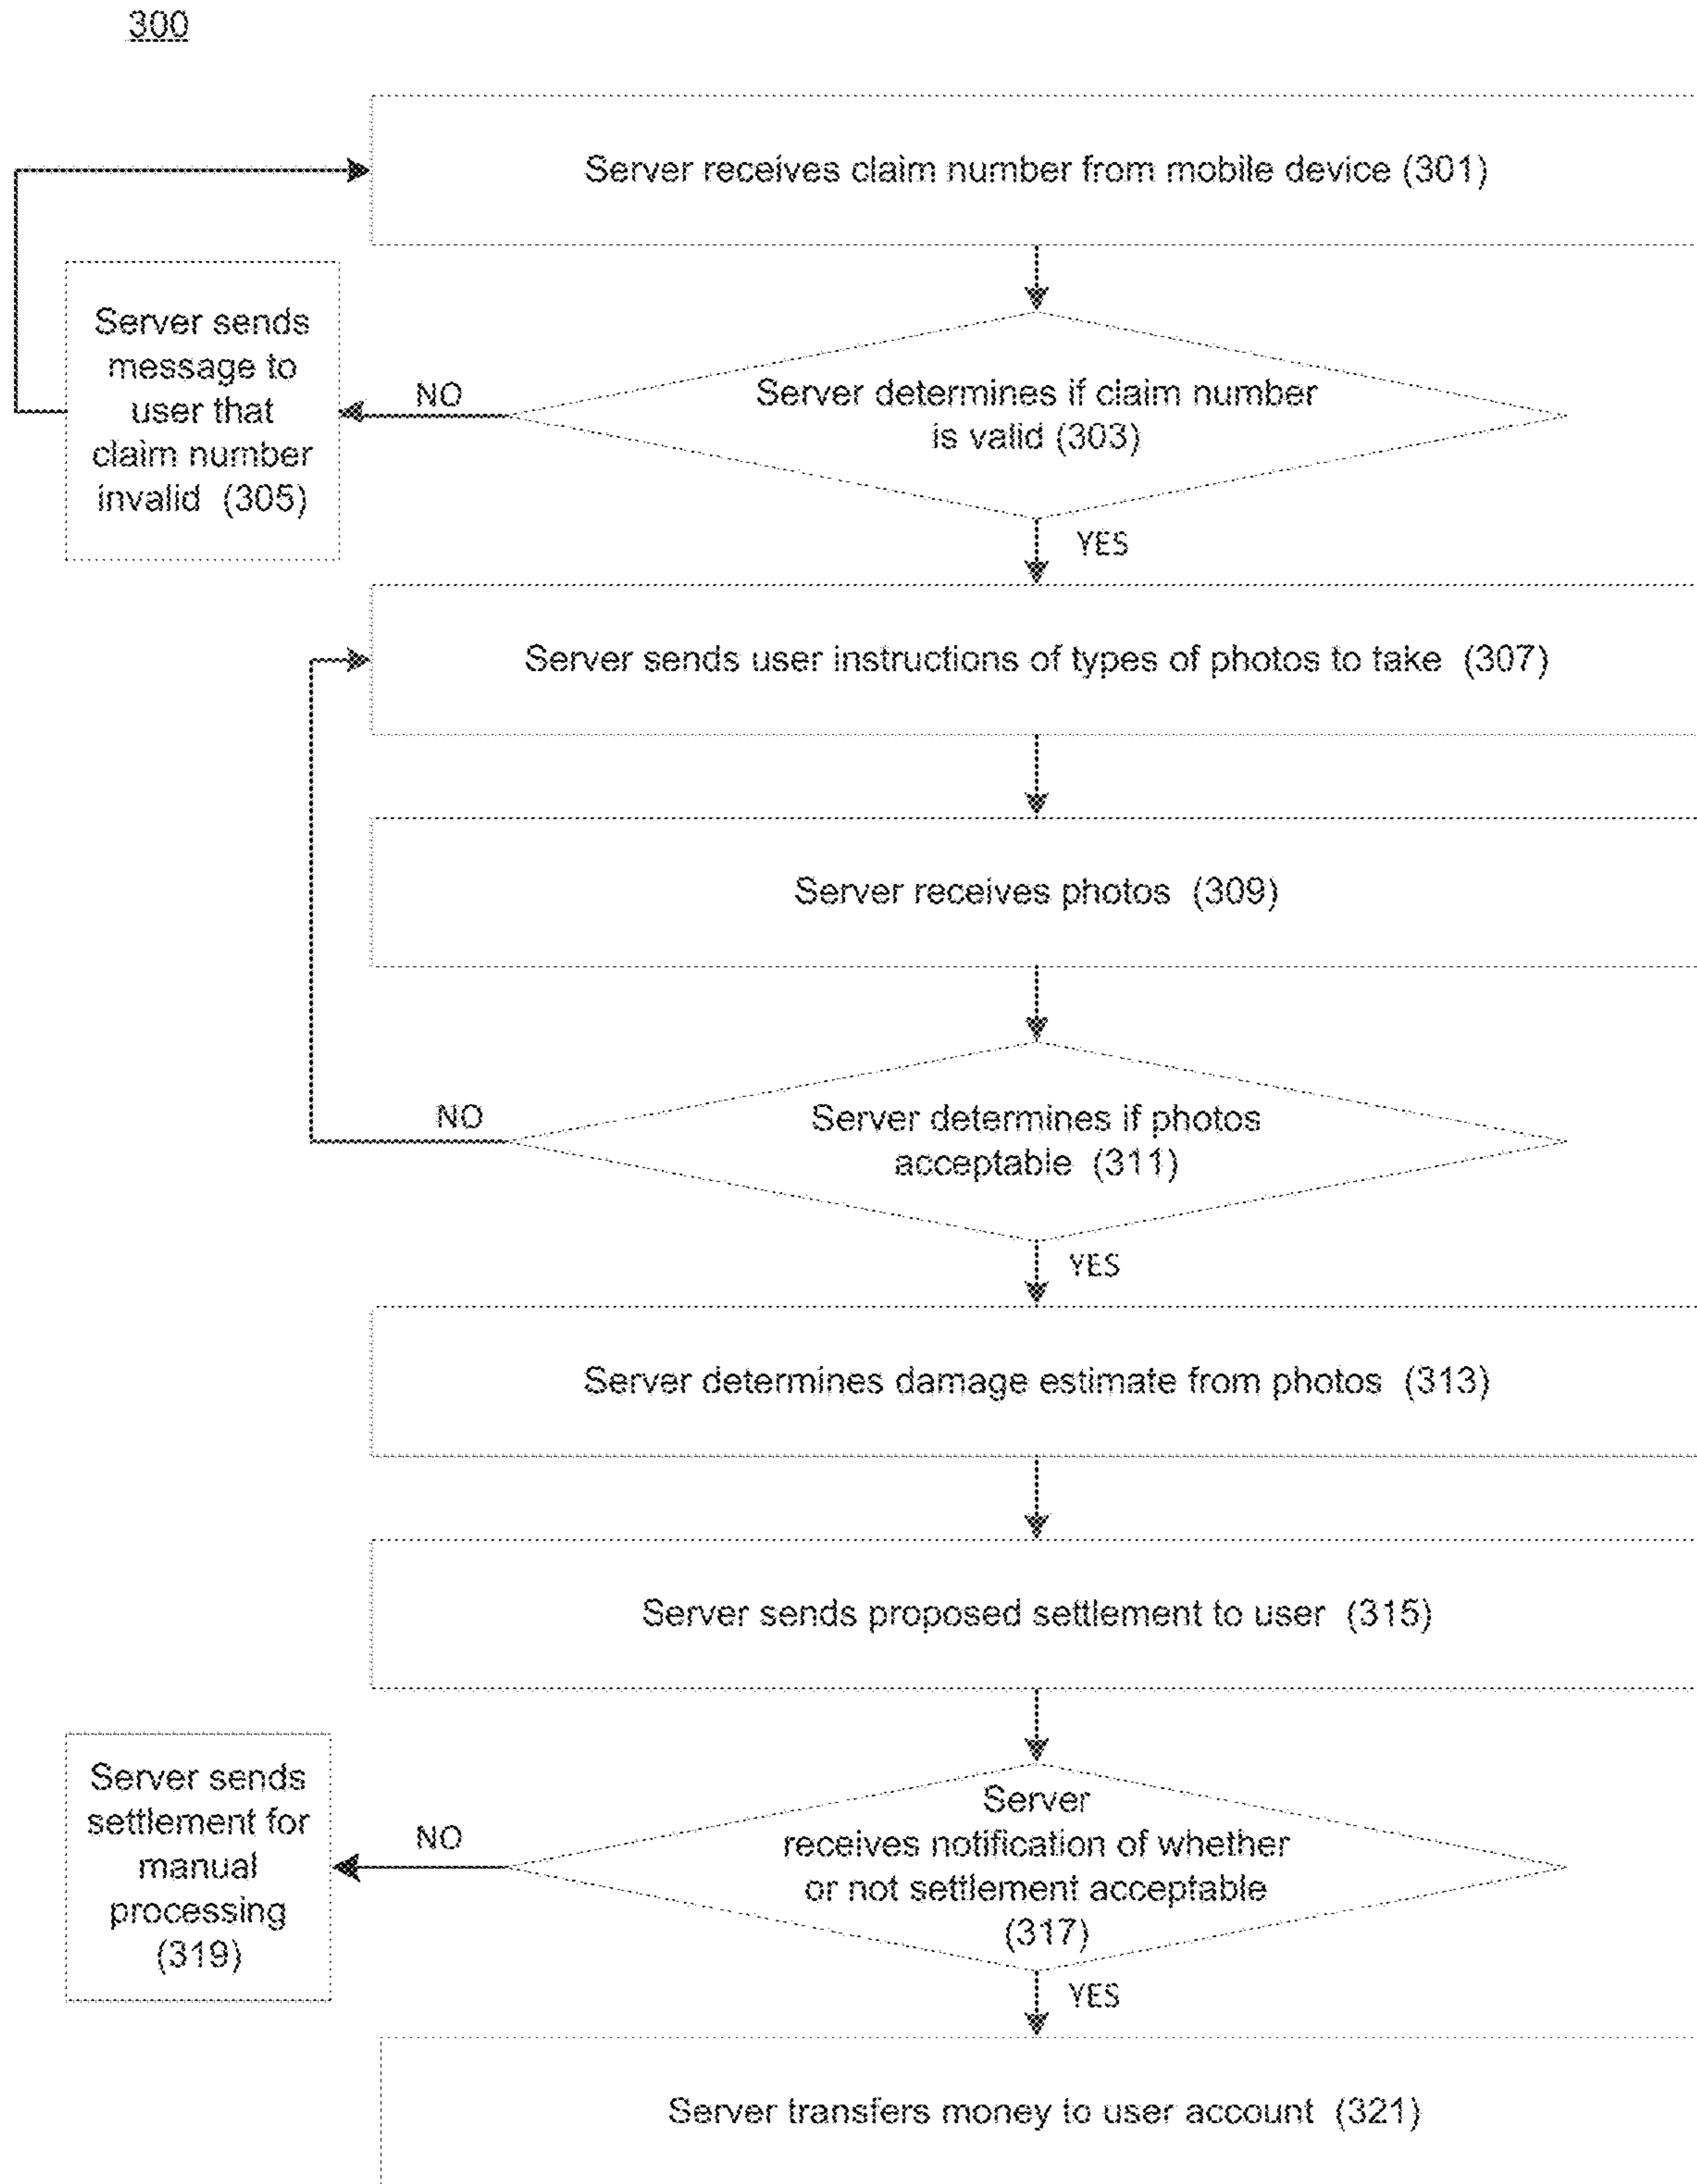 300
Server receives claim number from mobile device (301)
Server sends
message to
user that
claim number
invalid (305)
NO
Server determines if claim number
is valid (303)
YES
Server sends user instructions of types of photos to take (307)
Server receives photos (309)
NO
Server determines if photos
acceptable (311)
YES
Server determines damage estimate from photos (313)
Server sends proposed settlement to user (315)
Server sends
settlement for
manual
processing
(319)
NO
Server
receives notification of whether
or not settlement acceptable
(317)
YES
Server transfers money to user account (321)